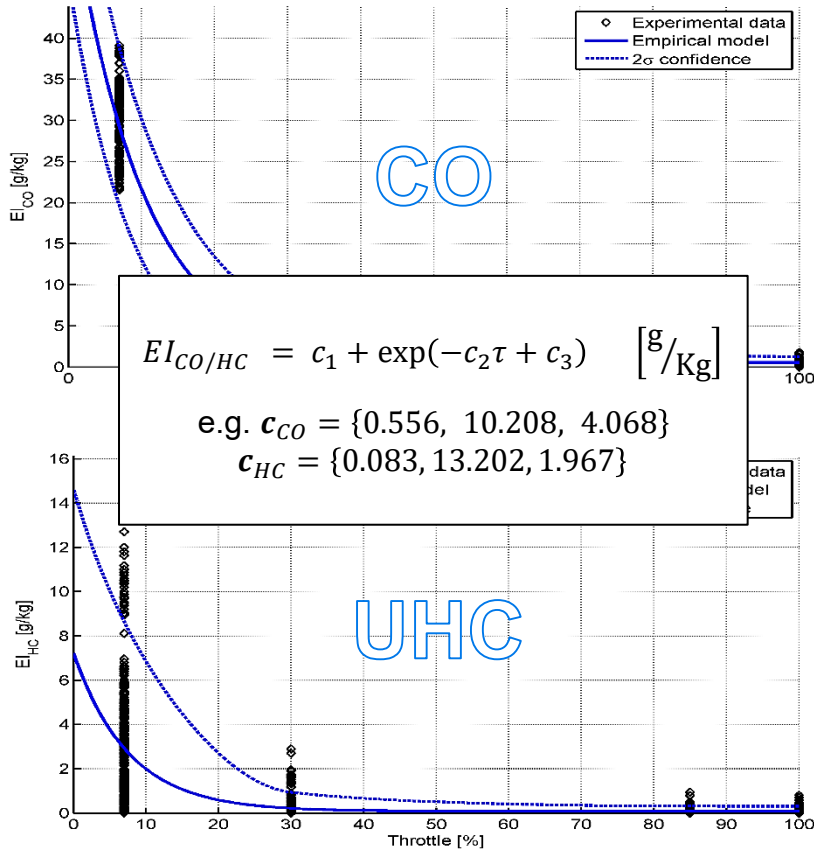 40
35
30
25
20
15
10
5
0
EI_CO [g/kg]
◇ Experimental data
Empirical model
2σ confidence
CO
0
100
EI_{CO/HC} = c_1 + exp(−c_2τ + c_3) [g/Kg]
e.g. c_CO = {0.556, 10.208, 4.068}
c_HC = {0.083, 13.202, 1.967}
16
14
12
10
8
6
4
2
0
EI_HC [g/kg]
data
UHC
0 10 20 30 40 50 60 70 80 90 100
Throttle [%]